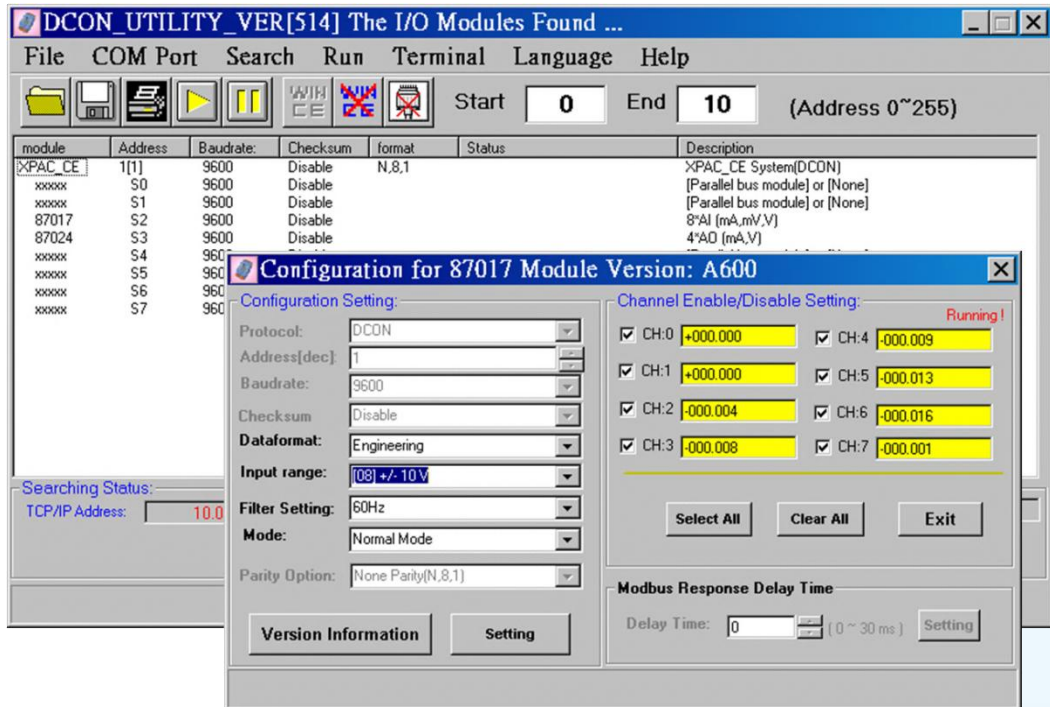 DCON_UTILITY_VER[514] The I/O Modules Found ...
File COM Port Search Run Terminal Language Help
WIN CE WIN CE Start 0 End 10 (Address 0~255)
module Address Baudrate: Checksum format Status Description
XPAC_CE 1[1] 9600 Disable N,8,1 XPAC_CE System(DCON)
xxxxx S0 9600 Disable [Parallel bus module] or [None]
xxxxx S1 9600 Disable [Parallel bus module] or [None]
87017 S2 9600 Disable 8*AI (mA,mV,V)
87024 S3 9600 Disable 4*AO (mA,V)
xxxxx S4
xxxxx S5
xxxxx S6
xxxxx S7
Searching Status:
TCP/IP Address: 10.0
Configuration for 87017 Module Version: A600
Configuration Setting:
Protocol: DCON
Address[dec]: 1
Baudrate: 9600
Checksum Disable
Dataformat: Engineering
Input range: [08] +/- 10 V
Filter Setting: 60Hz
Mode: Normal Mode
Parity Option: None Parity(N,8,1)
Version Information Setting
Channel Enable/Disable Setting:
Running !
CH:0 +000.000 CH:4 -000.009
CH:1 +000.000 CH:5 -000.013
CH:2 -000.004 CH:6 -000.016
CH:3 -000.008 CH:7 -000.001
Select All Clear All Exit
Modbus Response Delay Time
Delay Time: 0 ( 0 ~ 30 ms ) Setting